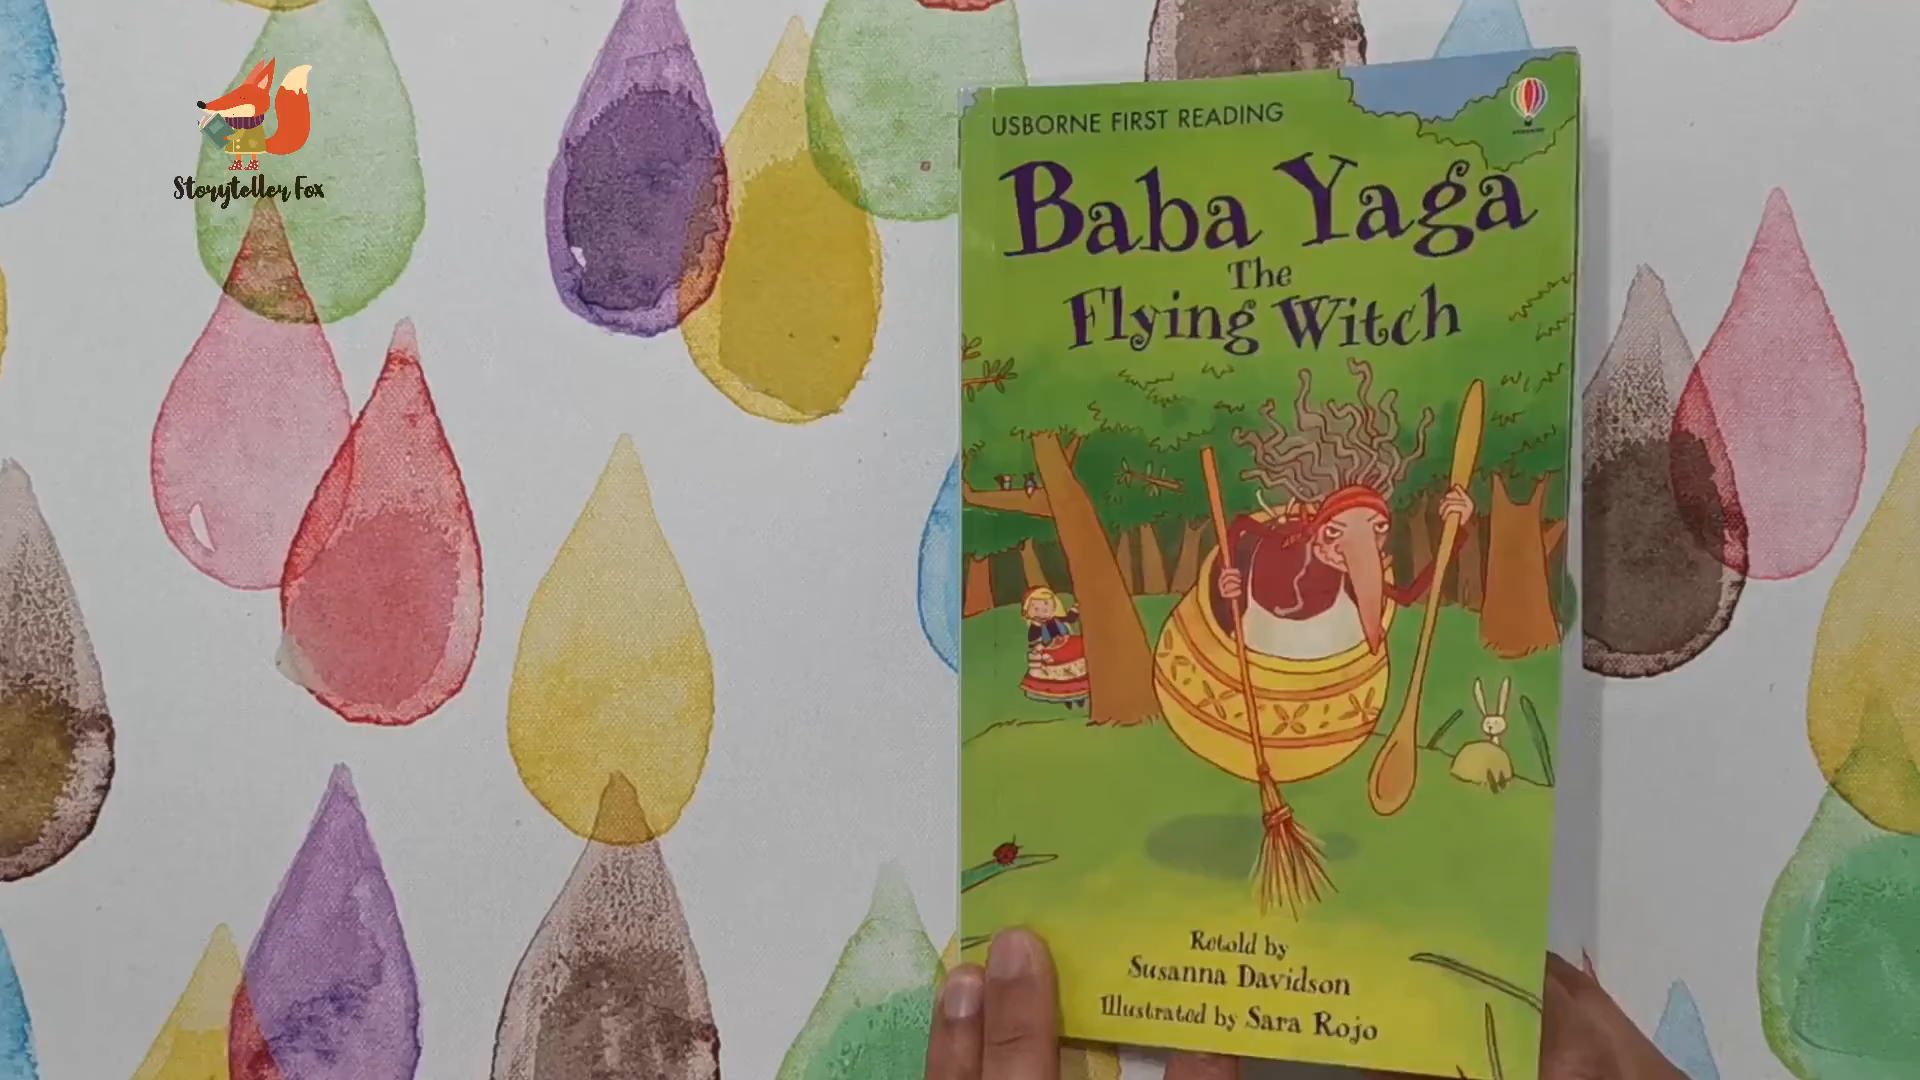 Storyteller Fox
USBORNE FIRST READING
Baba Yaga
The
Flying Witch
Retold by
Susanna Davidson
Illustrated by Sara Rojo